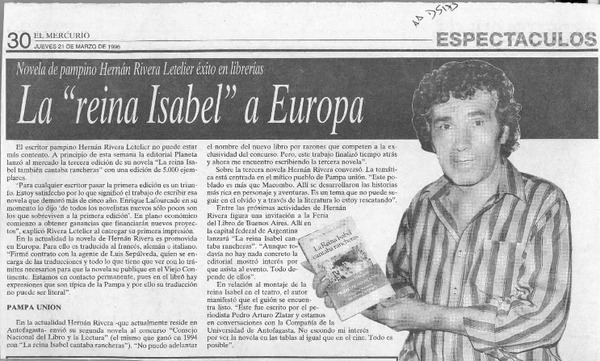 30 EL MERCURIO
JUEVES 21 DE MARZO DE 1996
ESPECTACULOS
Novela de pampino Hernán Rivera Letelier éxito en librerías
La "reina Isabel" a Europa
El escritor pampino Hernán Rivera Letelier no puede estar
más contento. A principio de esta semana la editorial Planeta
lanzó al mercado la tercera edición de su novela "La reina Isa-
bel también cantaba rancheras" con una edición de 5.000 ejem-
plares.
"Para cualquier escritor pasar la primera edición es un triun-
fo. Estoy satisfecho por lo que significó el trabajo de escribir esa
novela que demoró más de cinco año. Enrique Lafourcade en su
momento lo dijo 'de todos los novelistas nuevos sólo pocos son
los que sobreviven a la primera edición'. En plano económico
comienzo a obtener ganancias que financiarán nuevos proyec-
tos", explicó Rivera Letelier al catregar su primera impresión.
En la actualidad la novela de Hernán Rivera es promovida
en Europa. Para ello es traducida al francés, alemán o italiano.
"Firmé contrato con la agente de Luis Sepúlveda, quien se en-
carga de las traducciones y todo lo que tiene que ver con los trá-
mites necesarios para que la novela se publique en el Viejo Con-
tinente. Estamos en contacto permanente, pues en el libró hay
expresiones que son típica de la Pampa y por ello su traducción
no puede ser literal".
PAMPA UNION
En la actualidad Hernán Rivera -que actualmente reside en
Antofagasta- envió su segunda novela al concurso "Consejo
Nacional del Libro y la Lectura" (el mismo que ganó en 1994
con "La reina Isabel cantaba rancheras"). "No puedo adelantar
el nombre del nuevo libro por razones que competen a la ex-
clusividad del concurso. Pero, este trabajo finalizó tiempo atrás
y ahora me encuentro escribiendo la tercera novela".
Sobre la tercera novela Hernán Rivera conversó. La temáti-
ca está centrada en el mítico pueblo de Pampa unión. "Este po-
blado es más que Macombo. Allí se desarrollaron las historias
más rica en personaje y aventuras. Es un tema que no puede se-
guir en el olvido y a través de la literatura lo estoy rescatando".
Entre las próximas actividades de Hernán
Rivera figura una invitación a la Feria
del Libro de Buenos Aires. Allí en
la capital federal de Argentina
lanzará "La reina Isabel can-
taba rancheras". "Aunque to-
davía no hay nada concreto la
editorial mostró interés por
que asista al evento. Todo de-
pende de ellos".
En relación al montaje de la
reina Isabel en el teatro, el autor
manifestó que el guión se encuen-
tra listo. "Éste fue escrito por el
periodista Pedro Arturo Zlatar y estamos
en conversaciones con la Compañía de la
Universidad de Antofagasta. No escondo mi interés
por ver la novela en las tablas al igual que en el cine. Todo es
posible".
La Reina Isabel
cantaba rancheras